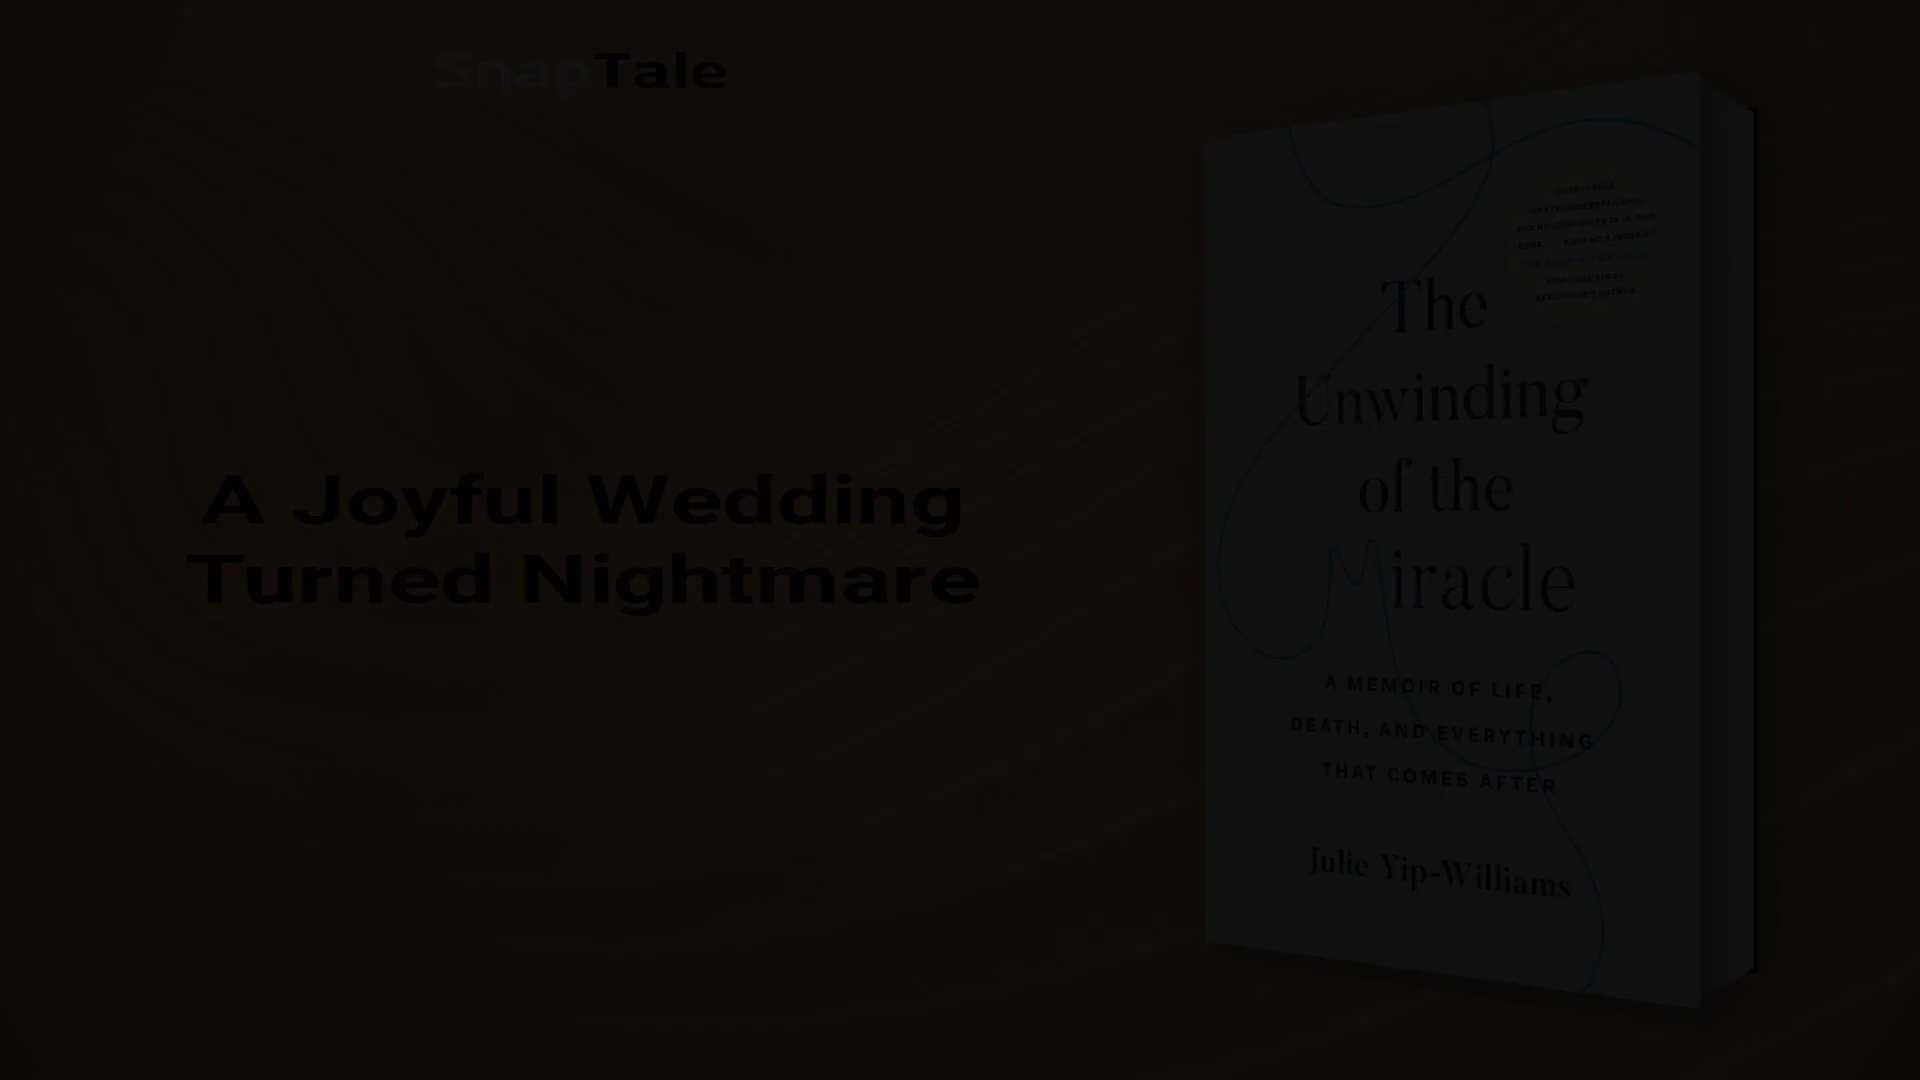 SnapTale
A Joyful Wedding
Turned Nightmare
The
Unwinding
of the
Miracle
A MEMOIR OF LIFE,
DEATH, AND EVERYTHING
THAT COMES AFTER
Julie Yip-Williams